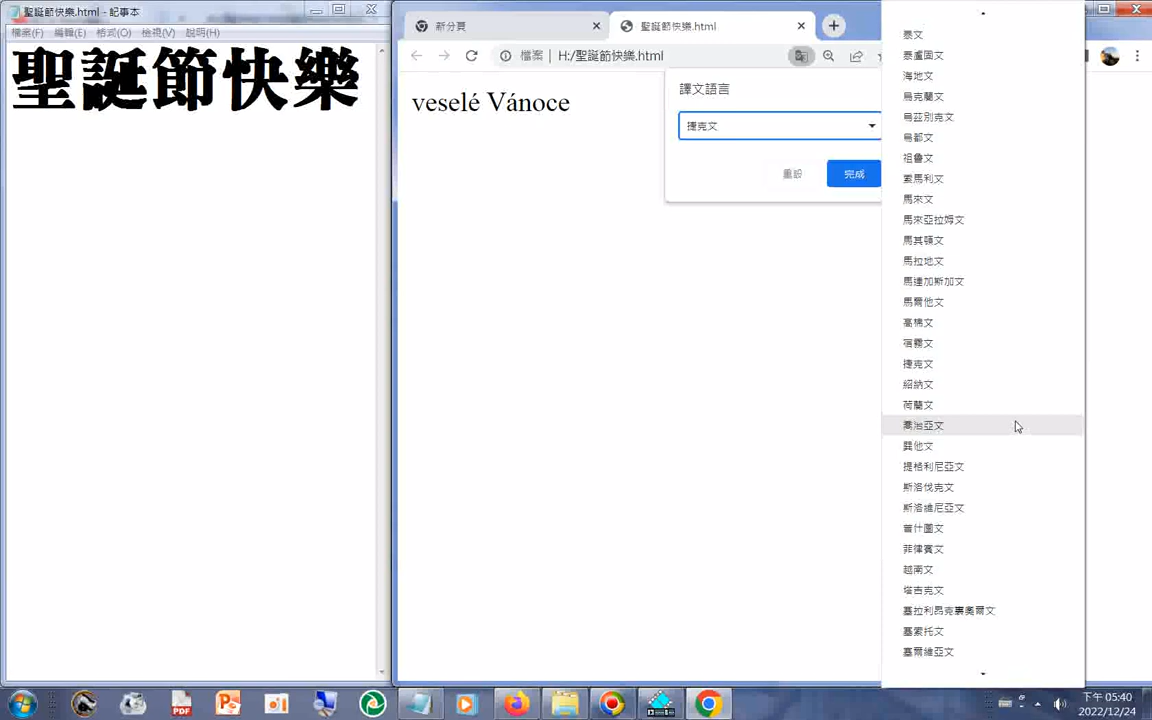 聖誕節快樂.html - 記事本
檔案(F) 編輯(E) 格式(O) 檢視(V) 說明(H)
聖誕節快樂
新分頁
聖誕節快樂.html
檔案 H:/聖誕節快樂.html
veselé Vánoce
譯文語言
捷克文
重設 完成
泰文
泰盧固文
海地文
烏克蘭文
烏茲別克文
烏都文
祖魯文
索馬利文
馬來文
馬來亞拉姆文
馬其頓文
馬拉地文
馬達加斯加文
馬爾他文
高棉文
宿霧文
捷克文
紹納文
荷蘭文
喬治亞文
巽他文
提格利尼亞文
斯洛伐克文
斯洛維尼亞文
普什圖文
菲律賓文
越南文
塔吉克文
塞拉利昂克裏奧爾文
塞索托文
塞爾維亞文
PDF
下午 05:40
2022/12/24